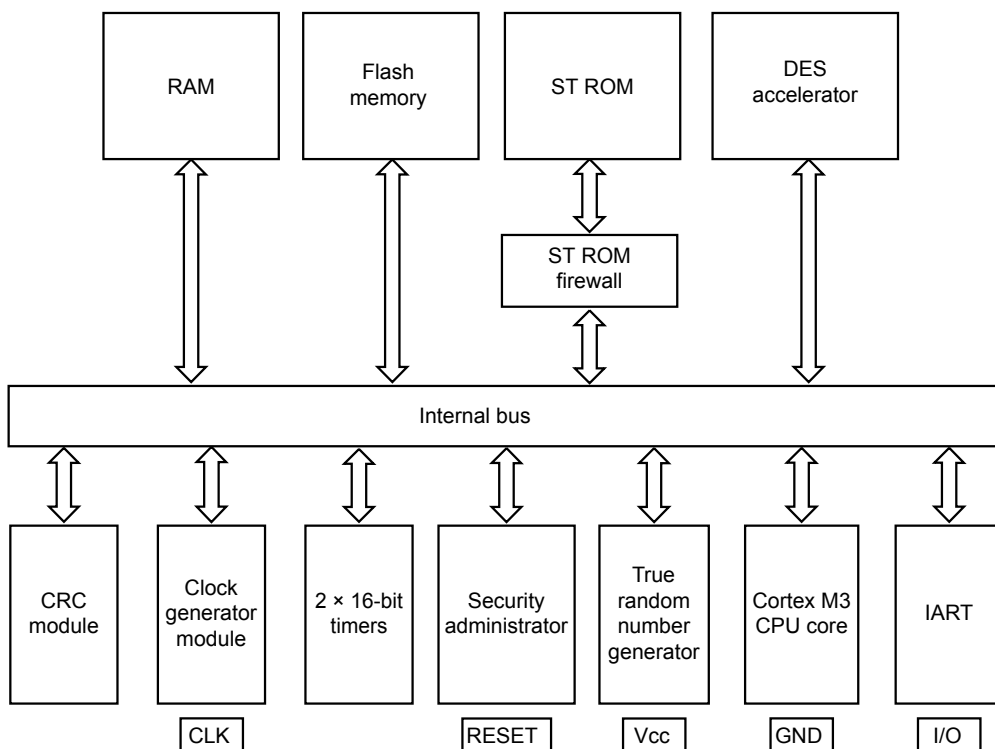 RAM
Flash
memory
ST ROM
DES
accelerator
ST ROM
firewall
Internal bus
CRC
module
Clock
generator
module
2 × 16-bit
timers
Security
administrator
True
random
number
generator
Cortex M3
CPU core
IART
CLK
RESET
Vcc
GND
I/O